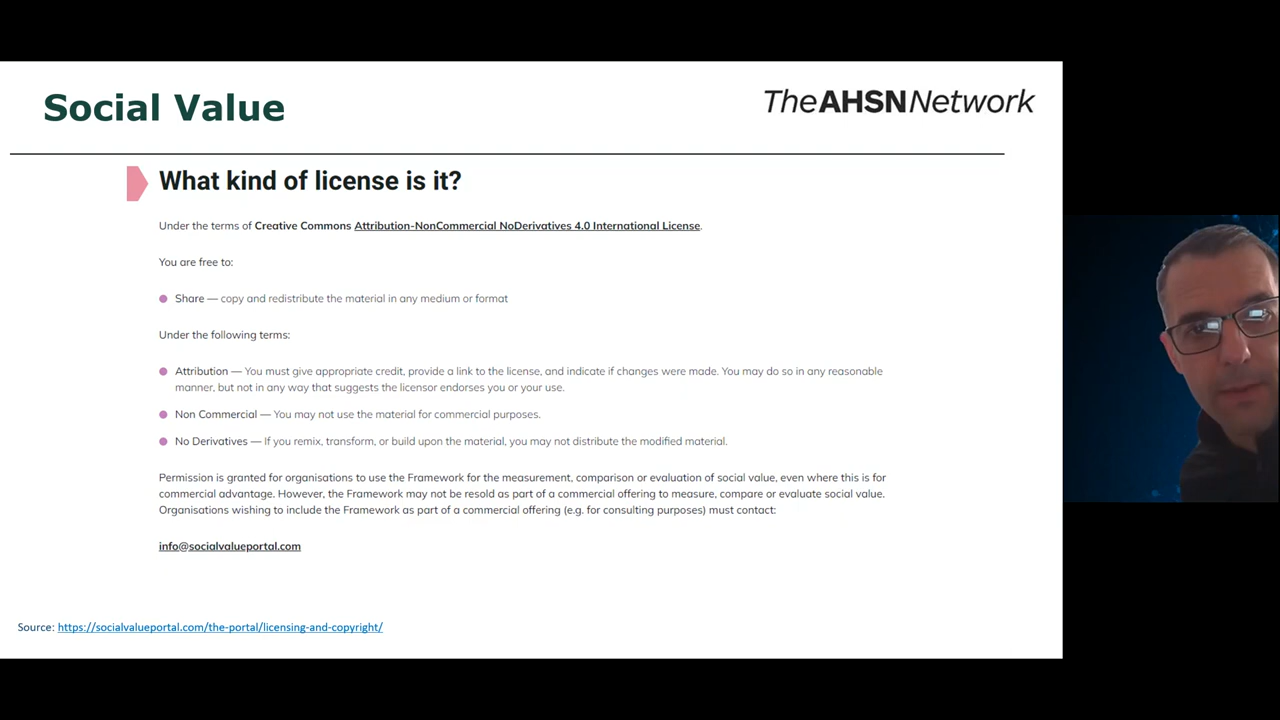 Social Value
TheAHSNNetwork
What kind of license is it?
Under the terms of Creative Commons Attribution-NonCommercial NoDerivatives 4.0 International License.
You are free to:
Share — copy and redistribute the material in any medium or format
Under the following terms:
Attribution — You must give appropriate credit, provide a link to the license, and indicate if changes were made. You may do so in any reasonable
manner, but not in any way that suggests the licensor endorses you or your use.
Non Commercial — You may not use the material for commercial purposes.
No Derivatives — If you remix, transform, or build upon the material, you may not distribute the modified material.
Permission is granted for organisations to use the Framework for the measurement, comparison or evaluation of social value, even where this is for
commercial advantage. However, the Framework may not be resold as part of a commercial offering to measure, compare or evaluate social value.
Organisations wishing to include the Framework as part of a commercial offering (e.g. for consulting purposes) must contact:
info@socialvalueportal.com
Source: https://socialvalueportal.com/the-portal/licensing-and-copyright/